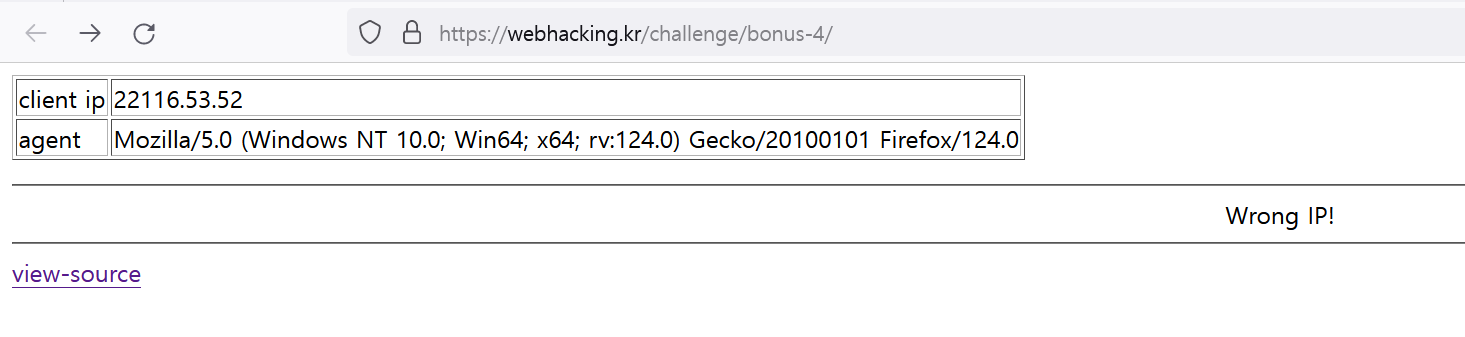 https://webhacking.kr/challenge/bonus-4/
client ip 22116.53.52
agent Mozilla/5.0 (Windows NT 10.0; Win64; x64; rv:124.0) Gecko/20100101 Firefox/124.0
Wrong IP!
view-source